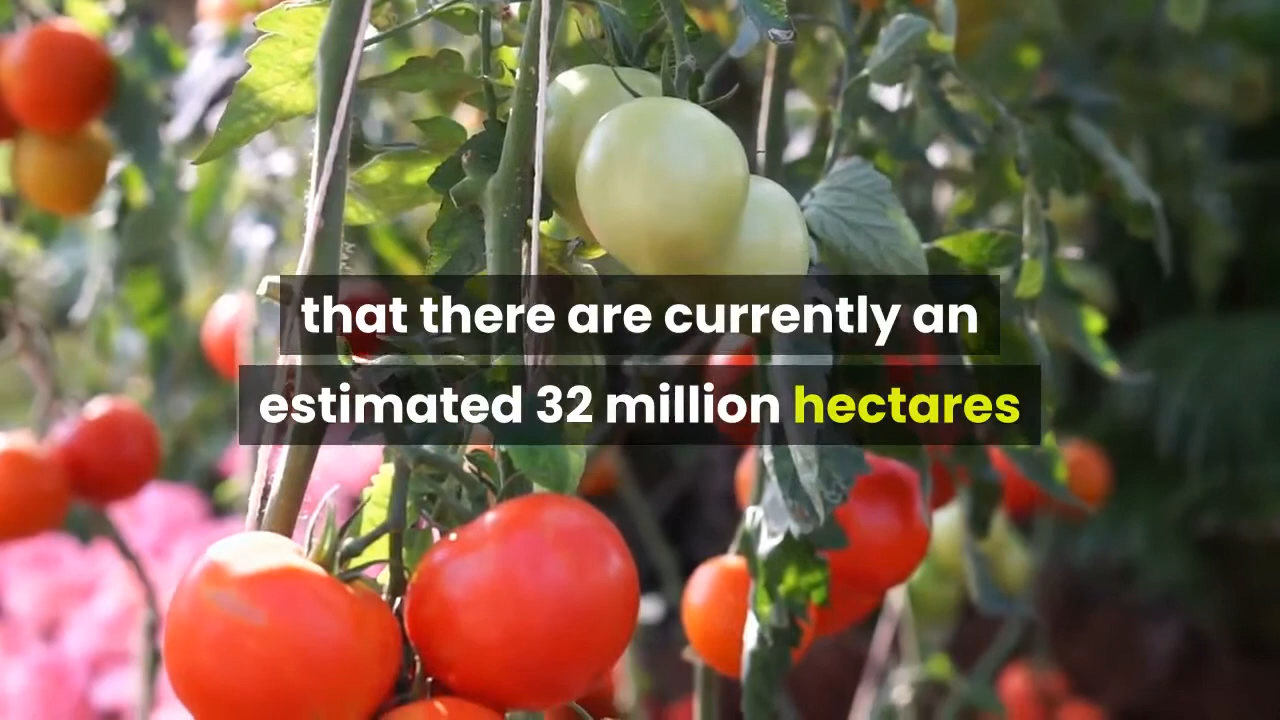 that there are currently an
estimated 32 million hectares